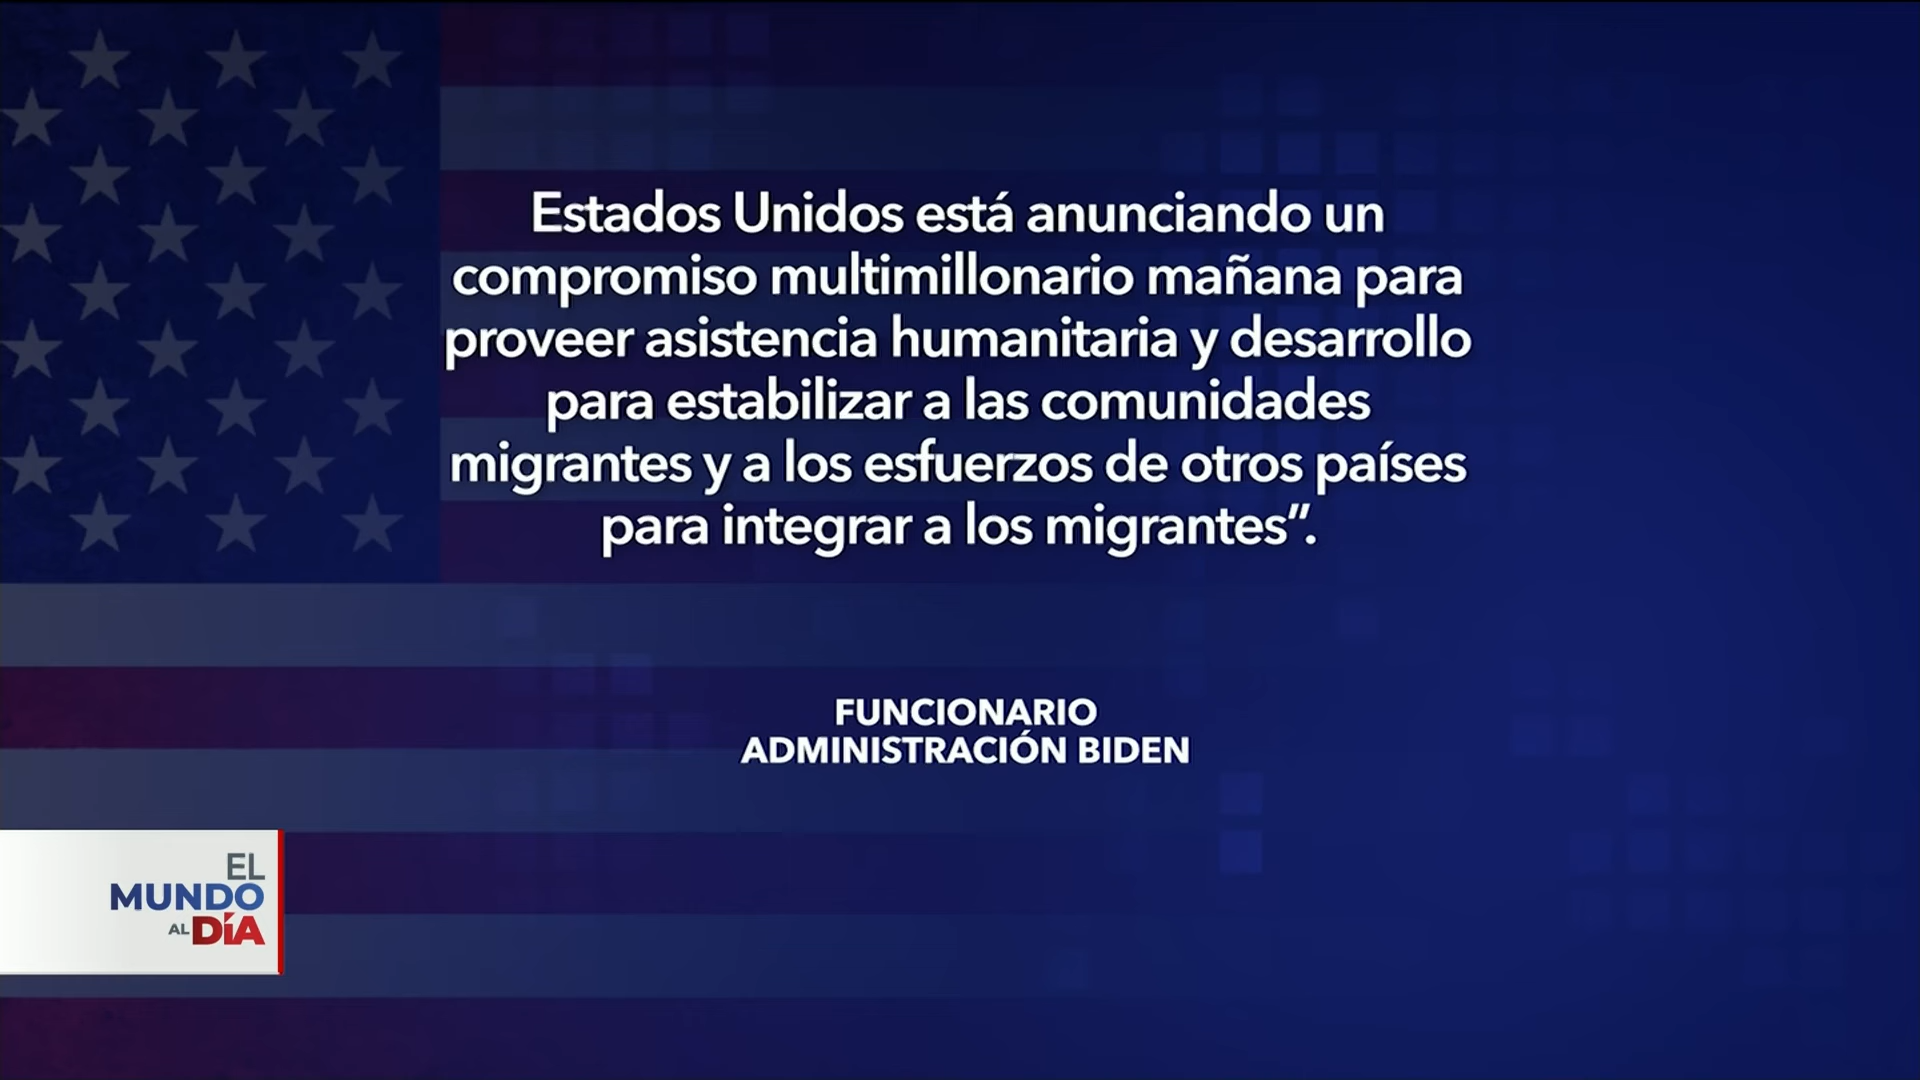 Estados Unidos está anunciando un
compromiso multimillonario mañana para
proveer asistencia humanitaria y desarrollo
para estabilizar a las comunidades
migrantes y a los esfuerzos de otros países
para integrar a los migrantes”.
FUNCIONARIO
ADMINISTRACIÓN BIDEN
EL
MUNDO
AL DÍA